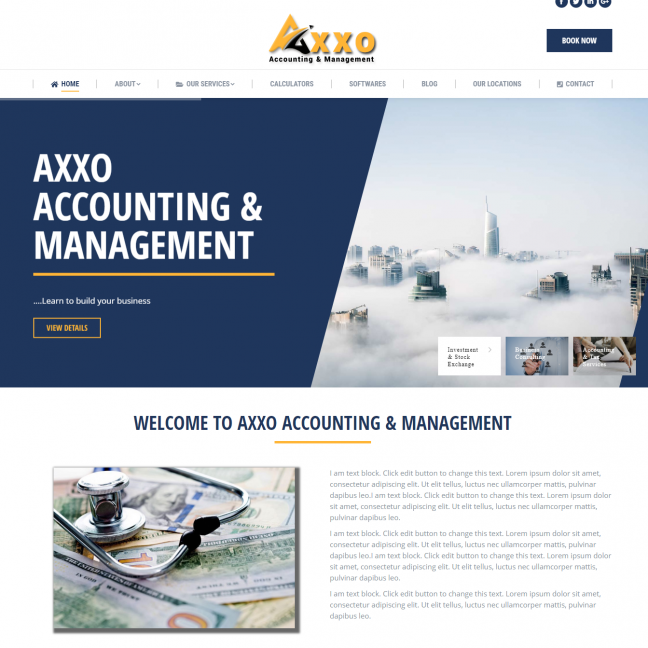 Axxo
Accounting & Management
BOOK NOW
HOME
ABOUT
OUR SERVICES
CALCULATORS
SOFTWARES
BLOG
OUR LOCATIONS
CONTACT
AXXO
ACCOUNTING &
MANAGEMENT
....Learn to build your business
VIEW DETAILS
Investment
& Stock
Exchange
Business
Consulting
Accounting
& Tax
Services
WELCOME TO AXXO ACCOUNTING & MANAGEMENT
I am text block. Click edit button to change this text. Lorem ipsum dolor sit amet,
consectetur adipiscing elit. Ut elit tellus, luctus nec ullamcorper mattis, pulvinar
dapibus leo.I am text block. Click edit button to change this text. Lorem ipsum dolor
sit amet, consectetur adipiscing elit. Ut elit tellus, luctus nec ullamcorper mattis,
pulvinar dapibus leo.
I am text block. Click edit button to change this text. Lorem ipsum dolor sit amet,
consectetur adipiscing elit. Ut elit tellus, luctus nec ullamcorper mattis, pulvinar
dapibus leo.I am text block. Click edit button to change this text. Lorem ipsum dolor
sit amet, consectetur adipiscing elit. Ut elit tellus, luctus nec ullamcorper mattis,
pulvinar dapibus leo.
I am text block. Click edit button to change this text. Lorem ipsum dolor sit amet,
consectetur adipiscing elit. Ut elit tellus, luctus nec ullamcorper mattis, pulvinar
dapibus leo.